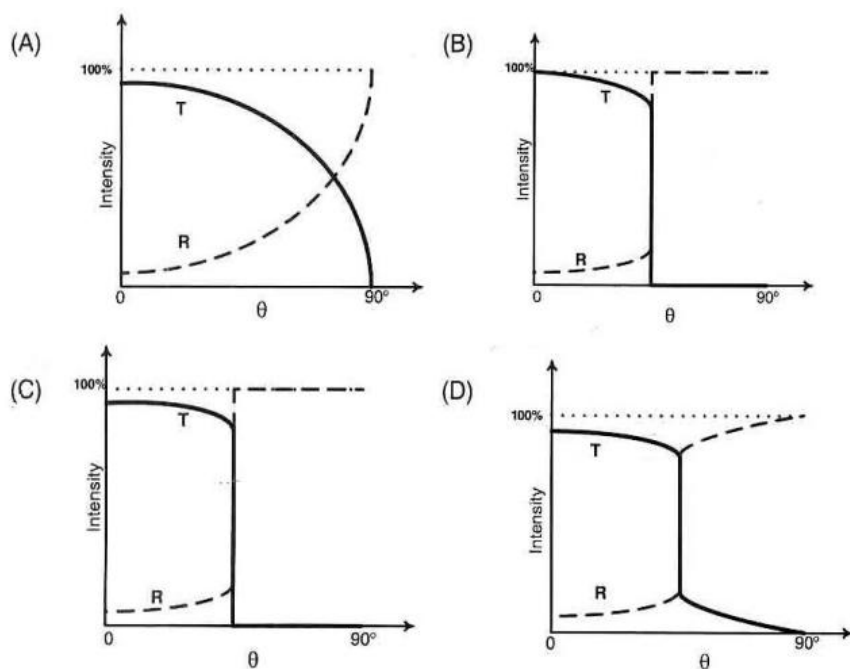 (A)
100%
T
R
Intensity
0
90°
θ
(B)
100%
T
R
Intensity
0
90°
θ
(C)
100%
T
R
Intensity
0
90°
θ
(D)
100%
T
R
Intensity
0
90°
θ